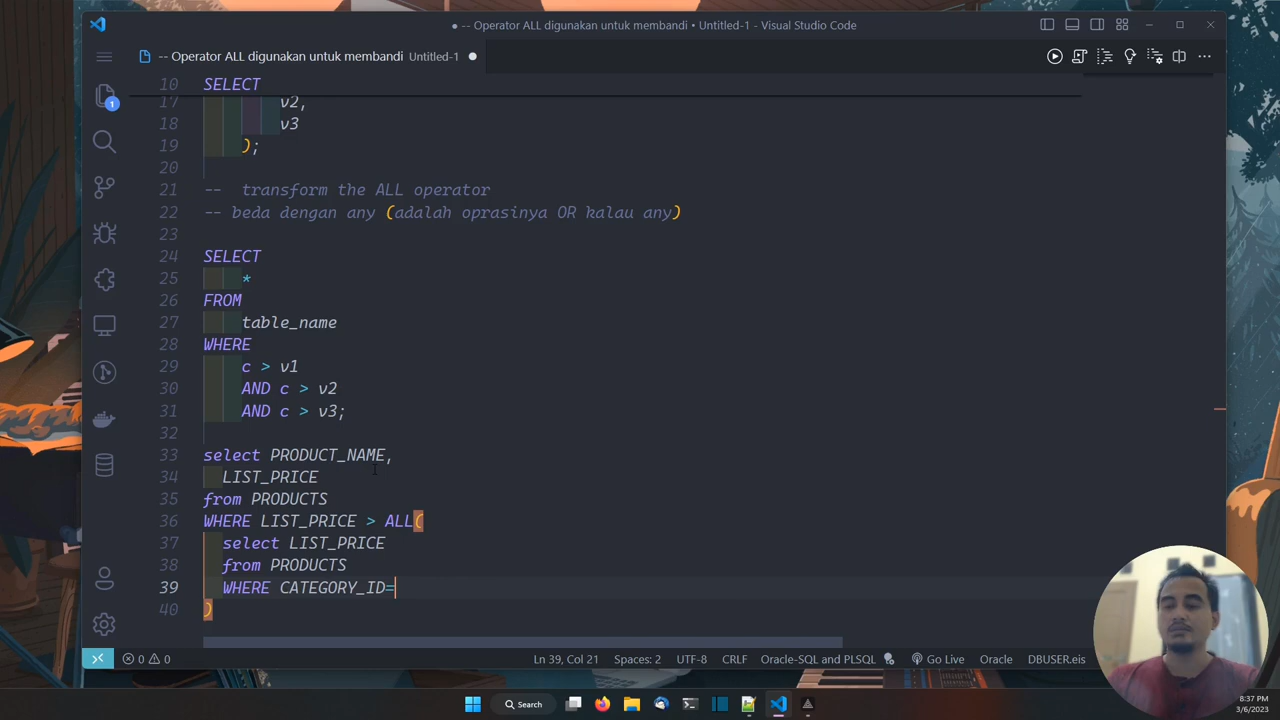 -- Operator ALL digunakan untuk membandi • Untitled-1 - Visual Studio Code
-- Operator ALL digunakan untuk membandi Untitled-1
10 SELECT
17 v2,
18 v3
19 );
20
21 -- transform the ALL operator
22 -- beda dengan any (adalah oprasinya OR kalau any)
23
24 SELECT
25 *
26 FROM
27 table_name
28 WHERE
29 c > v1
30 AND c > v2
31 AND c > v3;
32
33 select PRODUCT_NAME,
34 LIST_PRICE
35 from PRODUCTS
36 WHERE LIST_PRICE > ALL(
37 select LIST_PRICE
38 from PRODUCTS
39 WHERE CATEGORY_ID=
40 )
1
0 0 Ln 39, Col 21 Spaces: 2 UTF-8 CRLF Oracle-SQL and PLSQL Go Live Oracle DBUSER.eis
Search
8:37 PM
3/6/2023